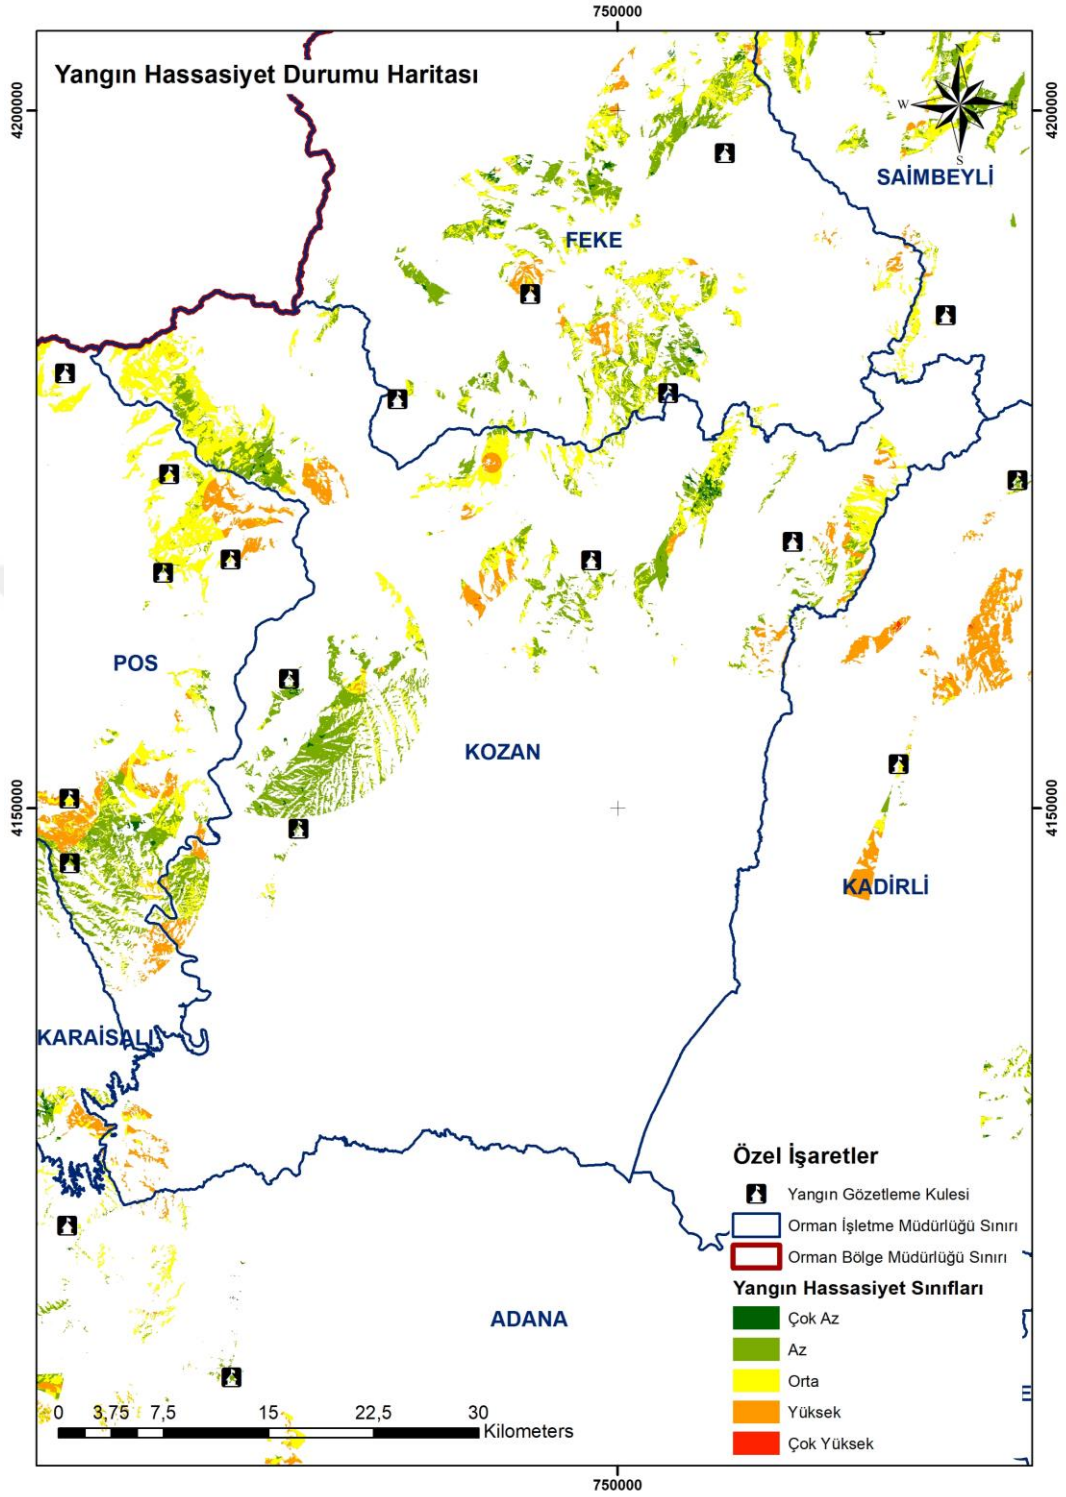 750000
Yangın Hassasiyet Durumu Haritası
4200000
4200000
N
W
E
S
SAİMBEYLİ
FEKE
POS
KOZAN
4150000
4150000
KADİRLİ
KARAİSALI
ADANA
Özel İşaretler
Yangın Gözetleme Kulesi
Orman İşletme Müdürlüğü Sınırı
Orman Bölge Müdürlüğü Sınırı
Yangın Hassasiyet Sınıfları
Çok Az
Az
Orta
Yüksek
Çok Yüksek
0 3,75 7,5 15 22,5 30
Kilometers
750000